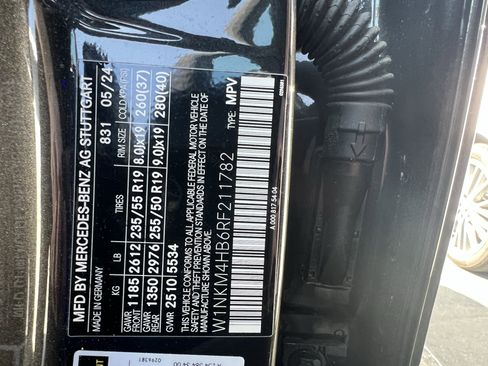 MFD BY MERCEDES-BENZ AG STUTTGART
MADE IN GERMANY
831 05/24
KG LB TIRES RIM SIZE COLD KPA(PSI)
GAWR FRONT 1185 2612 235/55 R19 8.0Jx19 260(37)
GAWR REAR 1350 2976 255/50 R19 9.0Jx19 280(40)
GVWR 2510 5534
THIS VEHICLE CONFORMS TO ALL APPLICABLE FEDERAL MOTOR VEHICLE
SAFETY AND THEFT PREVENTION
STANDARDS IN EFFECT ON THE DATE OF MANUFACTURE
SHOWN ABOVE.
W1NKM4HB6RF211782 TYPE: MPV
A 000 817 54 04